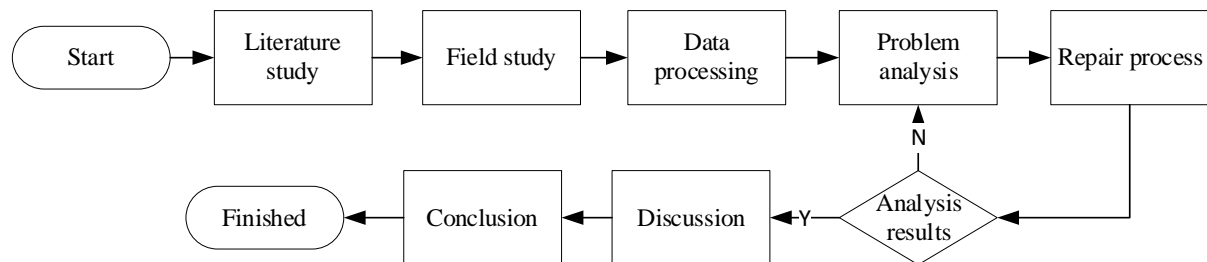 Start
Literature
study
Field study
Data
processing
Problem
analysis
Repair process
N
Finished
Conclusion
Discussion
Y
Analysis
results